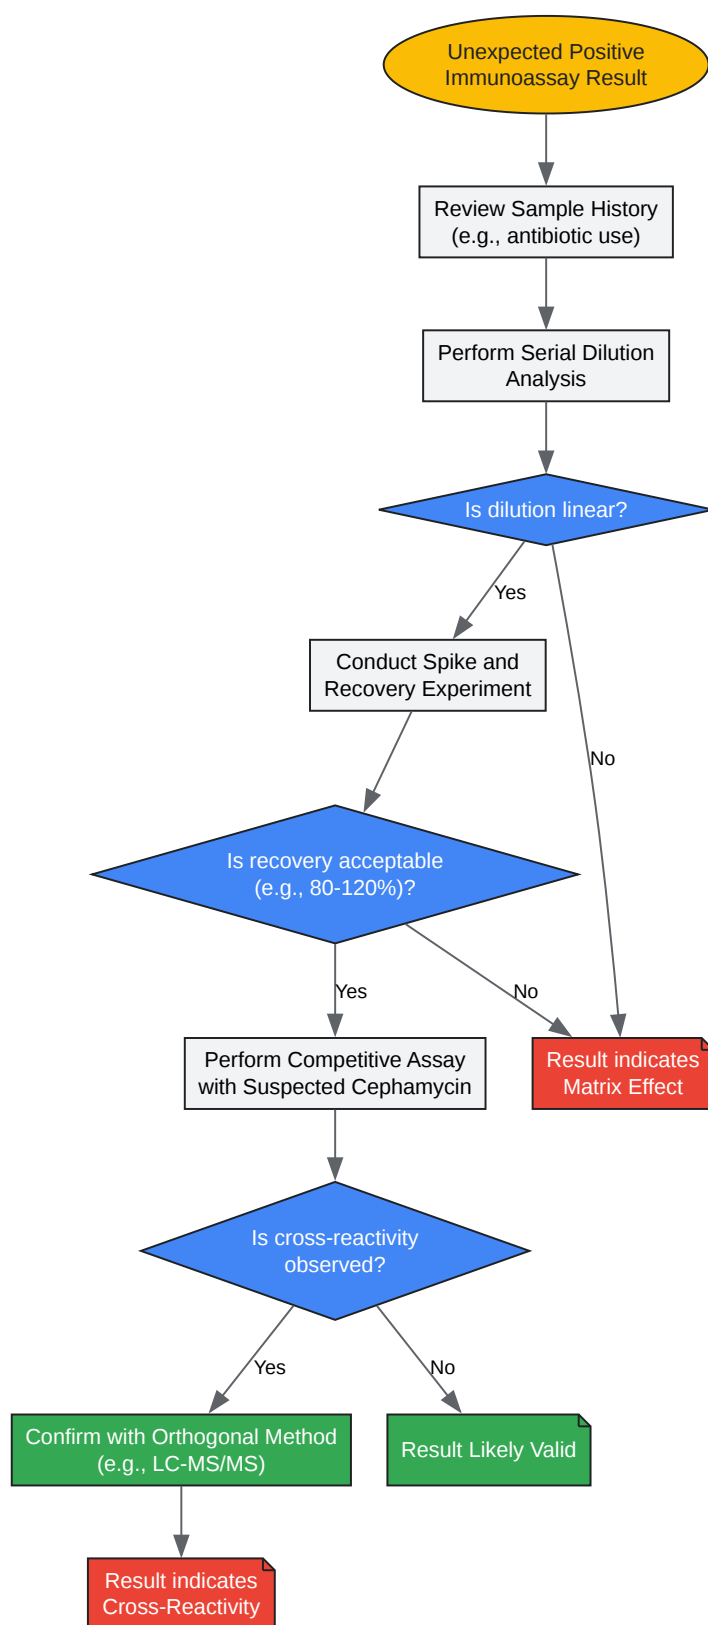 Unexpected Positive
Immunoassay Result
Review Sample History
(e.g., antibiotic use)
Perform Serial Dilution
Analysis
Is dilution linear?
Yes
Conduct Spike and
Recovery Experiment
No
Is recovery acceptable
(e.g., 80-120%)?
Yes
No
Perform Competitive Assay
with Suspected Cephamycin
Result indicates
Matrix Effect
Is cross-reactivity
observed?
Yes
No
Confirm with Orthogonal Method
(e.g., LC-MS/MS)
Result Likely Valid
Result indicates
Cross-Reactivity